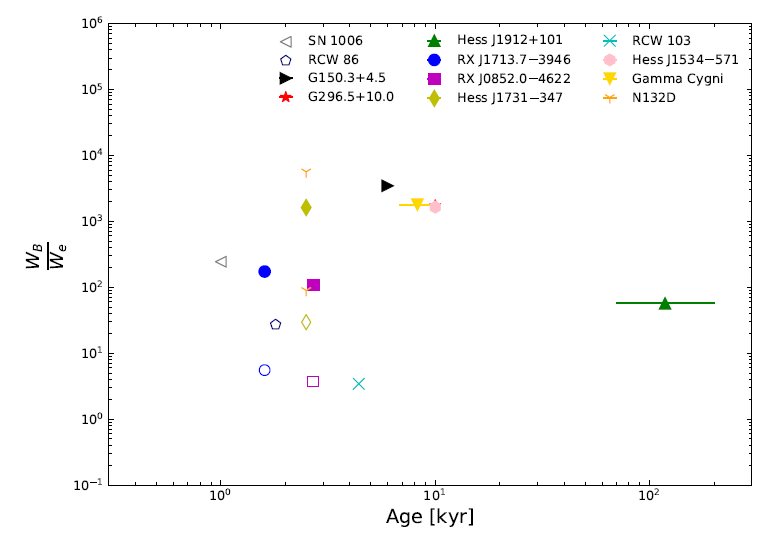 10^6
10^5
10^4
10^3
10^2
10^1
10^0
10^−1
W_B
W_e
SN 1006
RCW 86
G150.3+4.5
G296.5+10.0
Hess J1912+101
RX J1713.7−3946
RX J0852.0−4622
Hess J1731−347
RCW 103
Hess J1534−571
Gamma Cygni
N132D
10^0 10^1 10^2
Age [kyr]